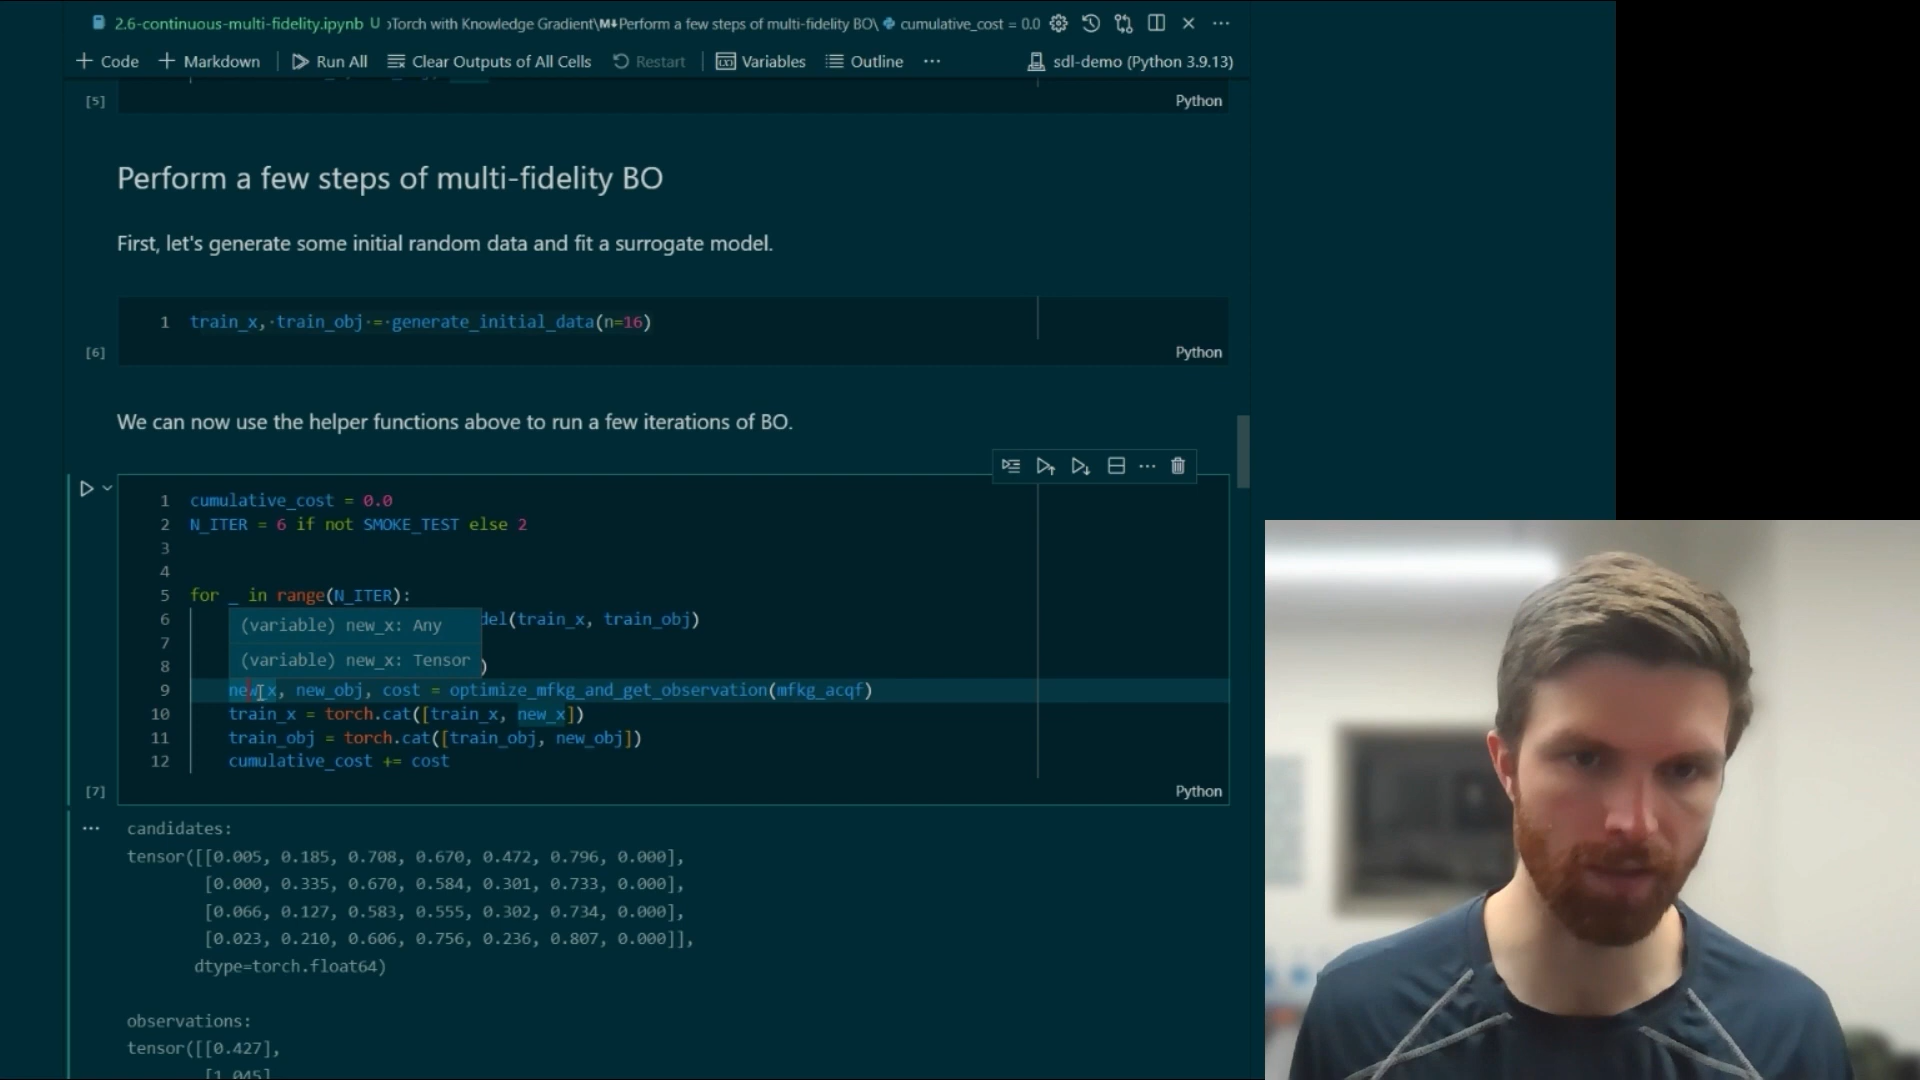 2.6-continuous-multi-fidelity.ipynb U Torch with Knowledge Gradient\M↓Perform a few steps of multi-fidelity BO\ cumulative_cost = 0.0
+ Code + Markdown Run All Clear Outputs of All Cells Restart Variables Outline ··· sdl-demo (Python 3.9.13)
[5]
Python
Perform a few steps of multi-fidelity BO
First, let's generate some initial random data and fit a surrogate model.
1 train_x,·train_obj·=·generate_initial_data(n=16)
[6]
Python
We can now use the helper functions above to run a few iterations of BO.
1 cumulative_cost = 0.0
2 N_ITER = 6 if not SMOKE_TEST else 2
3
4
5 for _ in range(N_ITER):
6 del(train_x, train_obj)
(variable) new_x: Any
7
(variable) new_x: Tensor
8 )
9 new_x, new_obj, cost = optimize_mfkg_and_get_observation(mfkg_acqf)
10 train_x = torch.cat([train_x, new_x])
11 train_obj = torch.cat([train_obj, new_obj])
12 cumulative_cost += cost
[7]
Python
··· candidates:
tensor([[0.005, 0.185, 0.708, 0.670, 0.472, 0.796, 0.000],
[0.000, 0.335, 0.670, 0.584, 0.301, 0.733, 0.000],
[0.066, 0.127, 0.583, 0.555, 0.302, 0.734, 0.000],
[0.023, 0.210, 0.606, 0.756, 0.236, 0.807, 0.000]],
dtype=torch.float64)
observations:
tensor([[0.427],
[1.045]